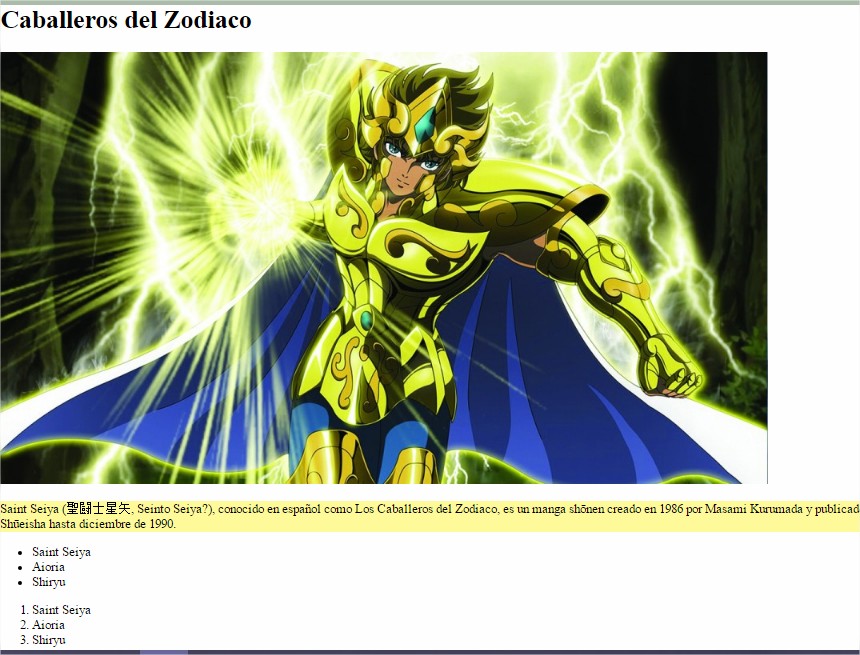 Caballeros del Zodiaco
Saint Seiya (聖闘士星矢, Seinto Seiya?), conocido en español como Los Caballeros del Zodiaco, es un manga shōnen creado en 1986 por Masami Kurumada y publicad
Shūeisha hasta diciembre de 1990.
• Saint Seiya
• Aioria
• Shiryu
1. Saint Seiya
2. Aioria
3. Shiryu